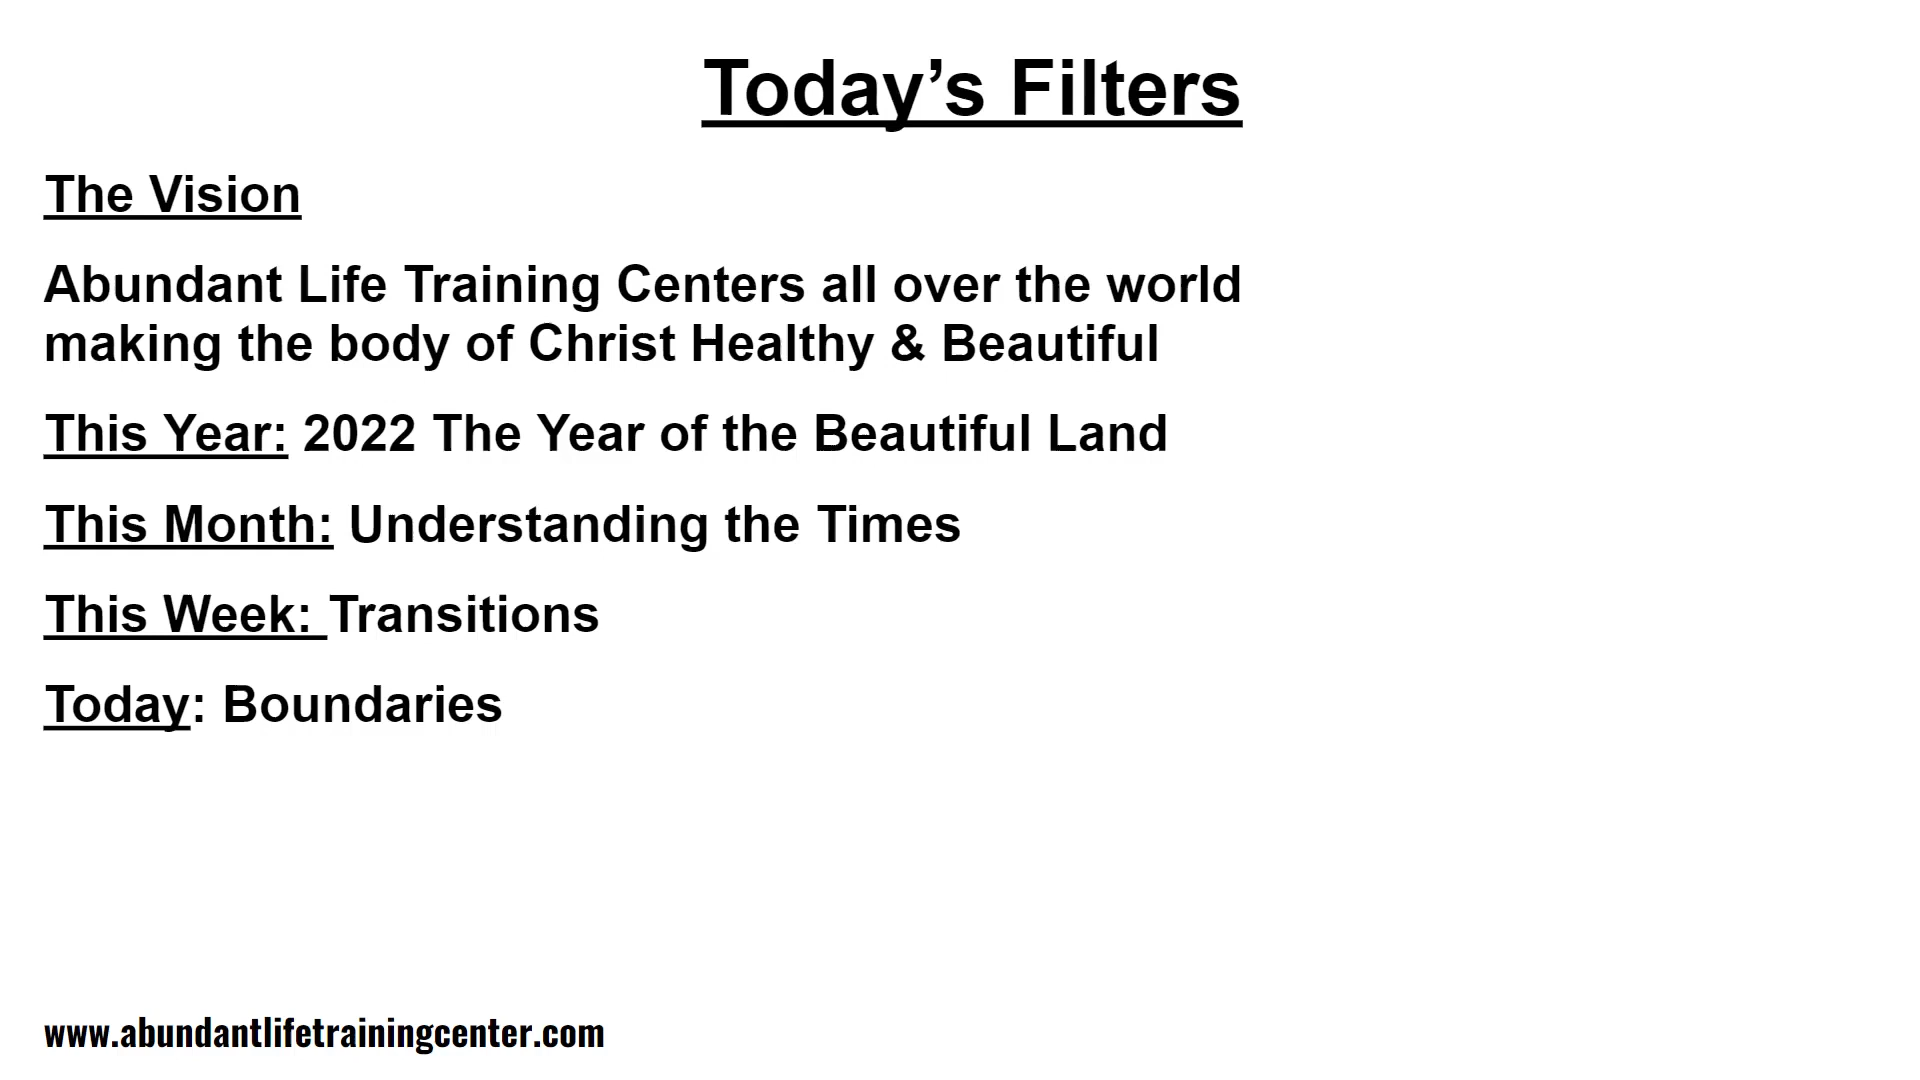 Today’s Filters
The Vision
Abundant Life Training Centers all over the world
making the body of Christ Healthy & Beautiful
This Year: 2022 The Year of the Beautiful Land
This Month: Understanding the Times
This Week: Transitions
Today: Boundaries
www.abundantlifetrainingcenter.com